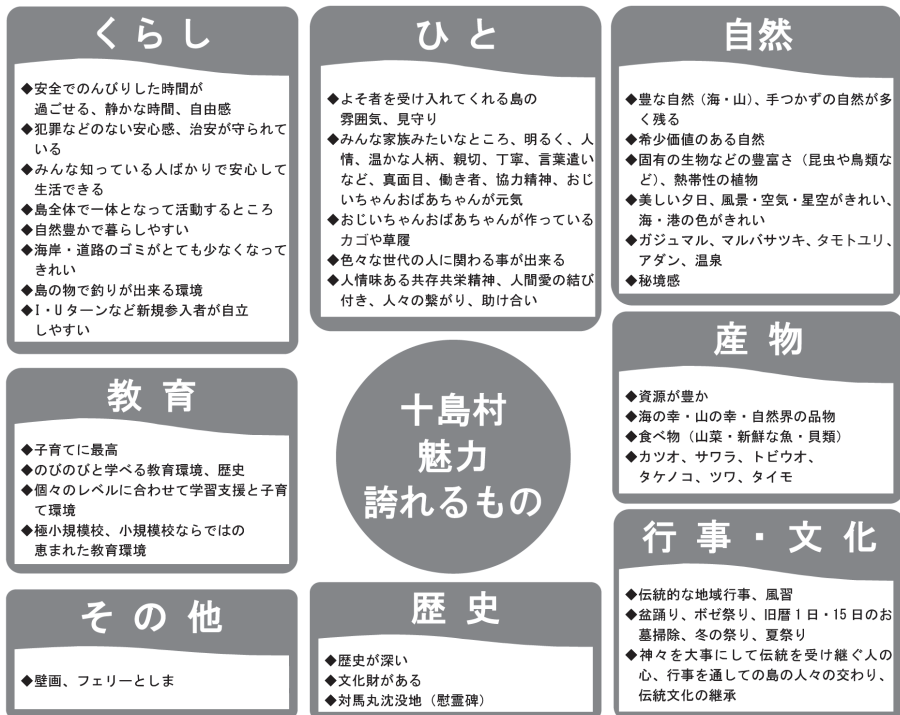 くらし
◆安全でのんびりした時間が
過ごせる、静かな時間、自由感
◆犯罪などのない安心感、治安が守られて
いる
◆みんな知っている人ばかりで安心して
生活できる
◆島全体で一体となって活動するところ
◆自然豊かで暮らしやすい
◆海岸・道路のゴミがとても少なくなって
きれい
◆島の物で釣りが出来る環境
◆I・Uターンなど新規参入者が自立
しやすい
ひと
◆よそ者を受け入れてくれる島の
雰囲気、見守り
◆みんな家族みたいなところ、明るく、人
情、温かな人柄、親切、丁寧、言葉遣い
など、真面目、働き者、協力精神、おじ
いちゃんおばあちゃんが元気
◆おじいちゃんおばあちゃんが作っている
カゴや草履
◆色々な世代の人に関わる事が出来る
◆人情味ある共存共栄精神、人間愛の結び
付き、人々の繋がり、助け合い
自然
◆豊な自然（海・山）、手つかずの自然が多
く残る
◆希少価値のある自然
◆固有の生物などの豊富さ（昆虫や鳥類な
ど）、熱帯性の植物
◆美しい夕日、風景・空気・星空がきれい、
海・港の色がきれい
◆ガジュマル、マルバサツキ、タモトユリ、
アダン、温泉
◆秘境感
教育
◆子育てに最高
◆のびのびと学べる教育環境、歴史
◆個々のレベルに合わせて学習支援と子育
て環境
◆極小規模校、小規模校ならではの
恵まれた教育環境
十島村
魅力
誇れるもの
産物
◆資源が豊か
◆海の幸・山の幸・自然界の品物
◆食べ物（山菜・新鮮な魚・貝類）
◆カツオ、サワラ、トビウオ、
タケノコ、ツワ、タイモ
その他
◆壁画、フェリーとしま
歴史
◆歴史が深い
◆文化財がある
◆対馬丸沈没地（慰霊碑）
行事・文化
◆伝統的な地域行事、風習
◆盆踊り、ボゼ祭り、旧暦1日・15日のお
墓掃除、冬の祭り、夏祭り
◆神々を大事にして伝統を受け継ぐ人の
心、行事を通しての島の人々の交わり、
伝統文化の継承